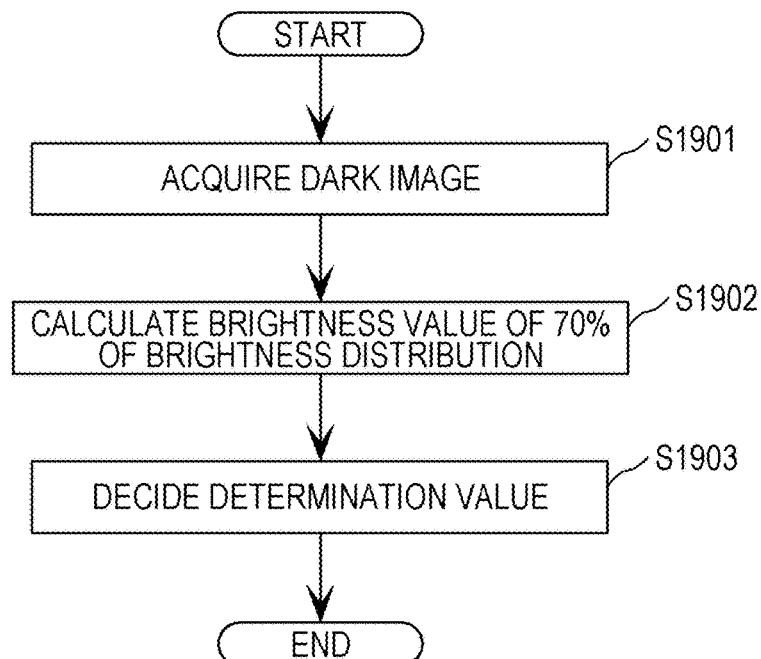 START
S1901
ACQUIRE DARK IMAGE
S1902
CALCULATE BRIGHTNESS VALUE OF 70%
OF BRIGHTNESS DISTRIBUTION
S1903
DECIDE DETERMINATION VALUE
END